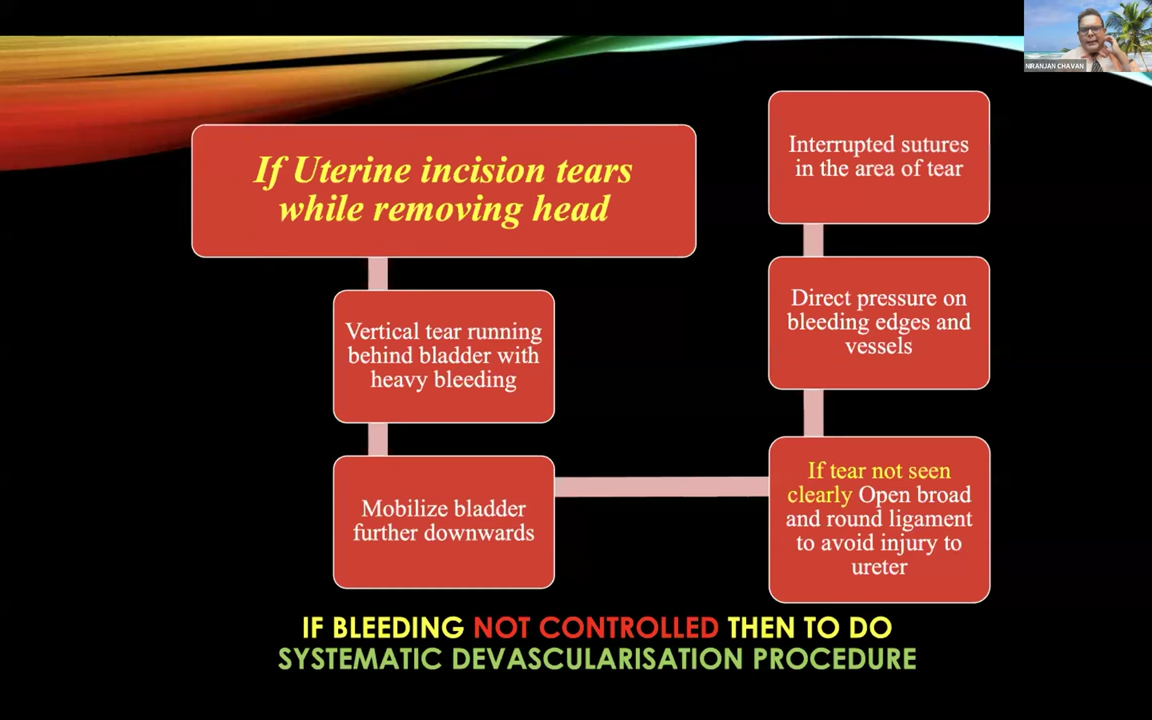 NIRANJAN CHAVAN
If Uterine incision tears
while removing head
Vertical tear running
behind bladder with
heavy bleeding
Mobilize bladder
further downwards
Interrupted sutures
in the area of tear
Direct pressure on
bleeding edges and
vessels
If tear not seen
clearly Open broad
and round ligament
to avoid injury to
ureter
IF BLEEDING NOT CONTROLLED THEN TO DO
SYSTEMATIC DEVASCULARISATION PROCEDURE